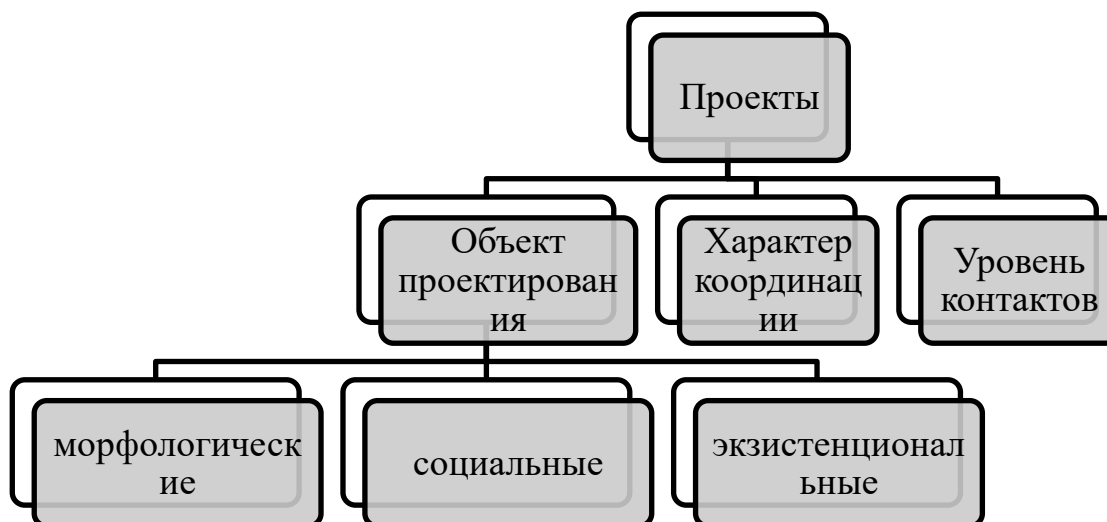 Проекты
Объект
проектирован
ия
Характер
координац
ии
Уровень
контактов
морфологическ
ие
социальные
экзистенционал
ьные